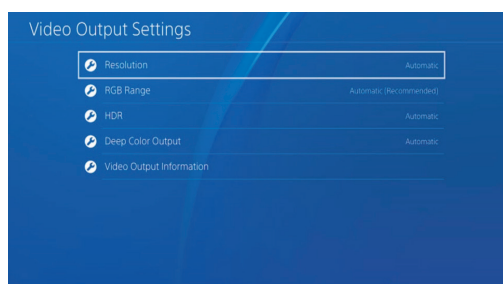 Video Output Settings
Resolution Automatic
RGB Range Automatic (Recommended)
HDR Automatic
Deep Color Output Automatic
Video Output Information